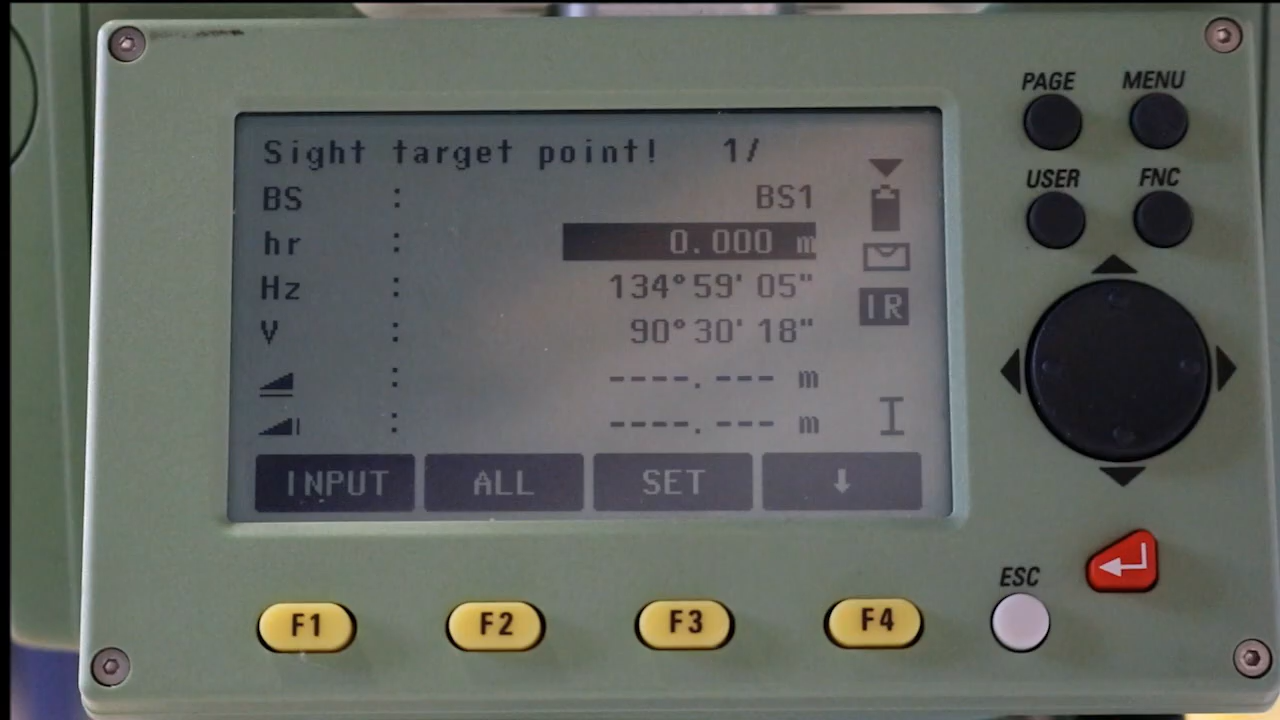 PAGE MENU
Sight target point! 1/
BS : BS1
USER FNC
hr : 0.000 m
Hz : 134°59' 05"
V : 90°30' 18"
IR
: ----.--- m
: ----.--- m
I
INPUT ALL SET ↓
ESC
F1 F2 F3 F4